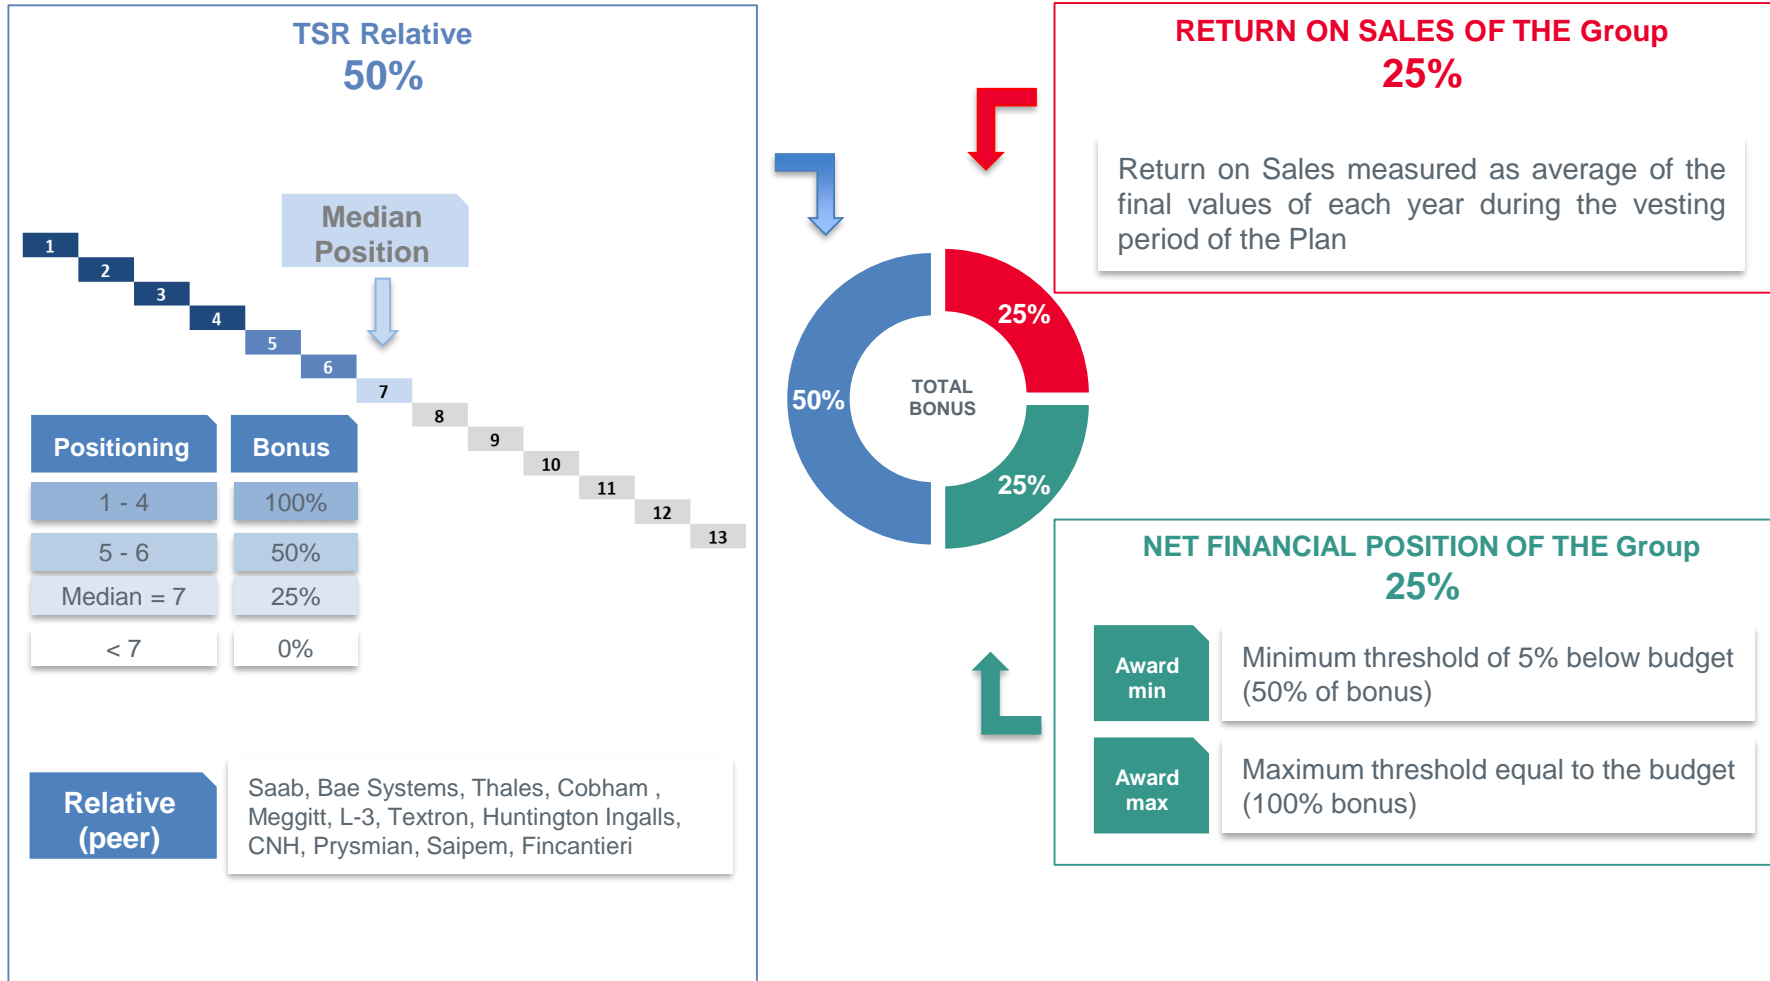 TSR Relative
50%
Median
Position
1
2
3
4
5
6
7
8
9
10
11
12
13
Positioning
Bonus
1 - 4
100%
5 - 6
50%
Median = 7
25%
< 7
0%
Relative
(peer)
Saab, Bae Systems, Thales, Cobham ,
Meggitt, L-3, Textron, Huntington Ingalls,
CNH, Prysmian, Saipem, Fincantieri
50%
25%
25%
TOTAL
BONUS
RETURN ON SALES OF THE Group
25%
Return on Sales measured as average of the
final values of each year during the vesting
period of the Plan
NET FINANCIAL POSITION OF THE Group
25%
Award
min
Minimum threshold of 5% below budget
(50% of bonus)
Award
max
Maximum threshold equal to the budget
(100% bonus)